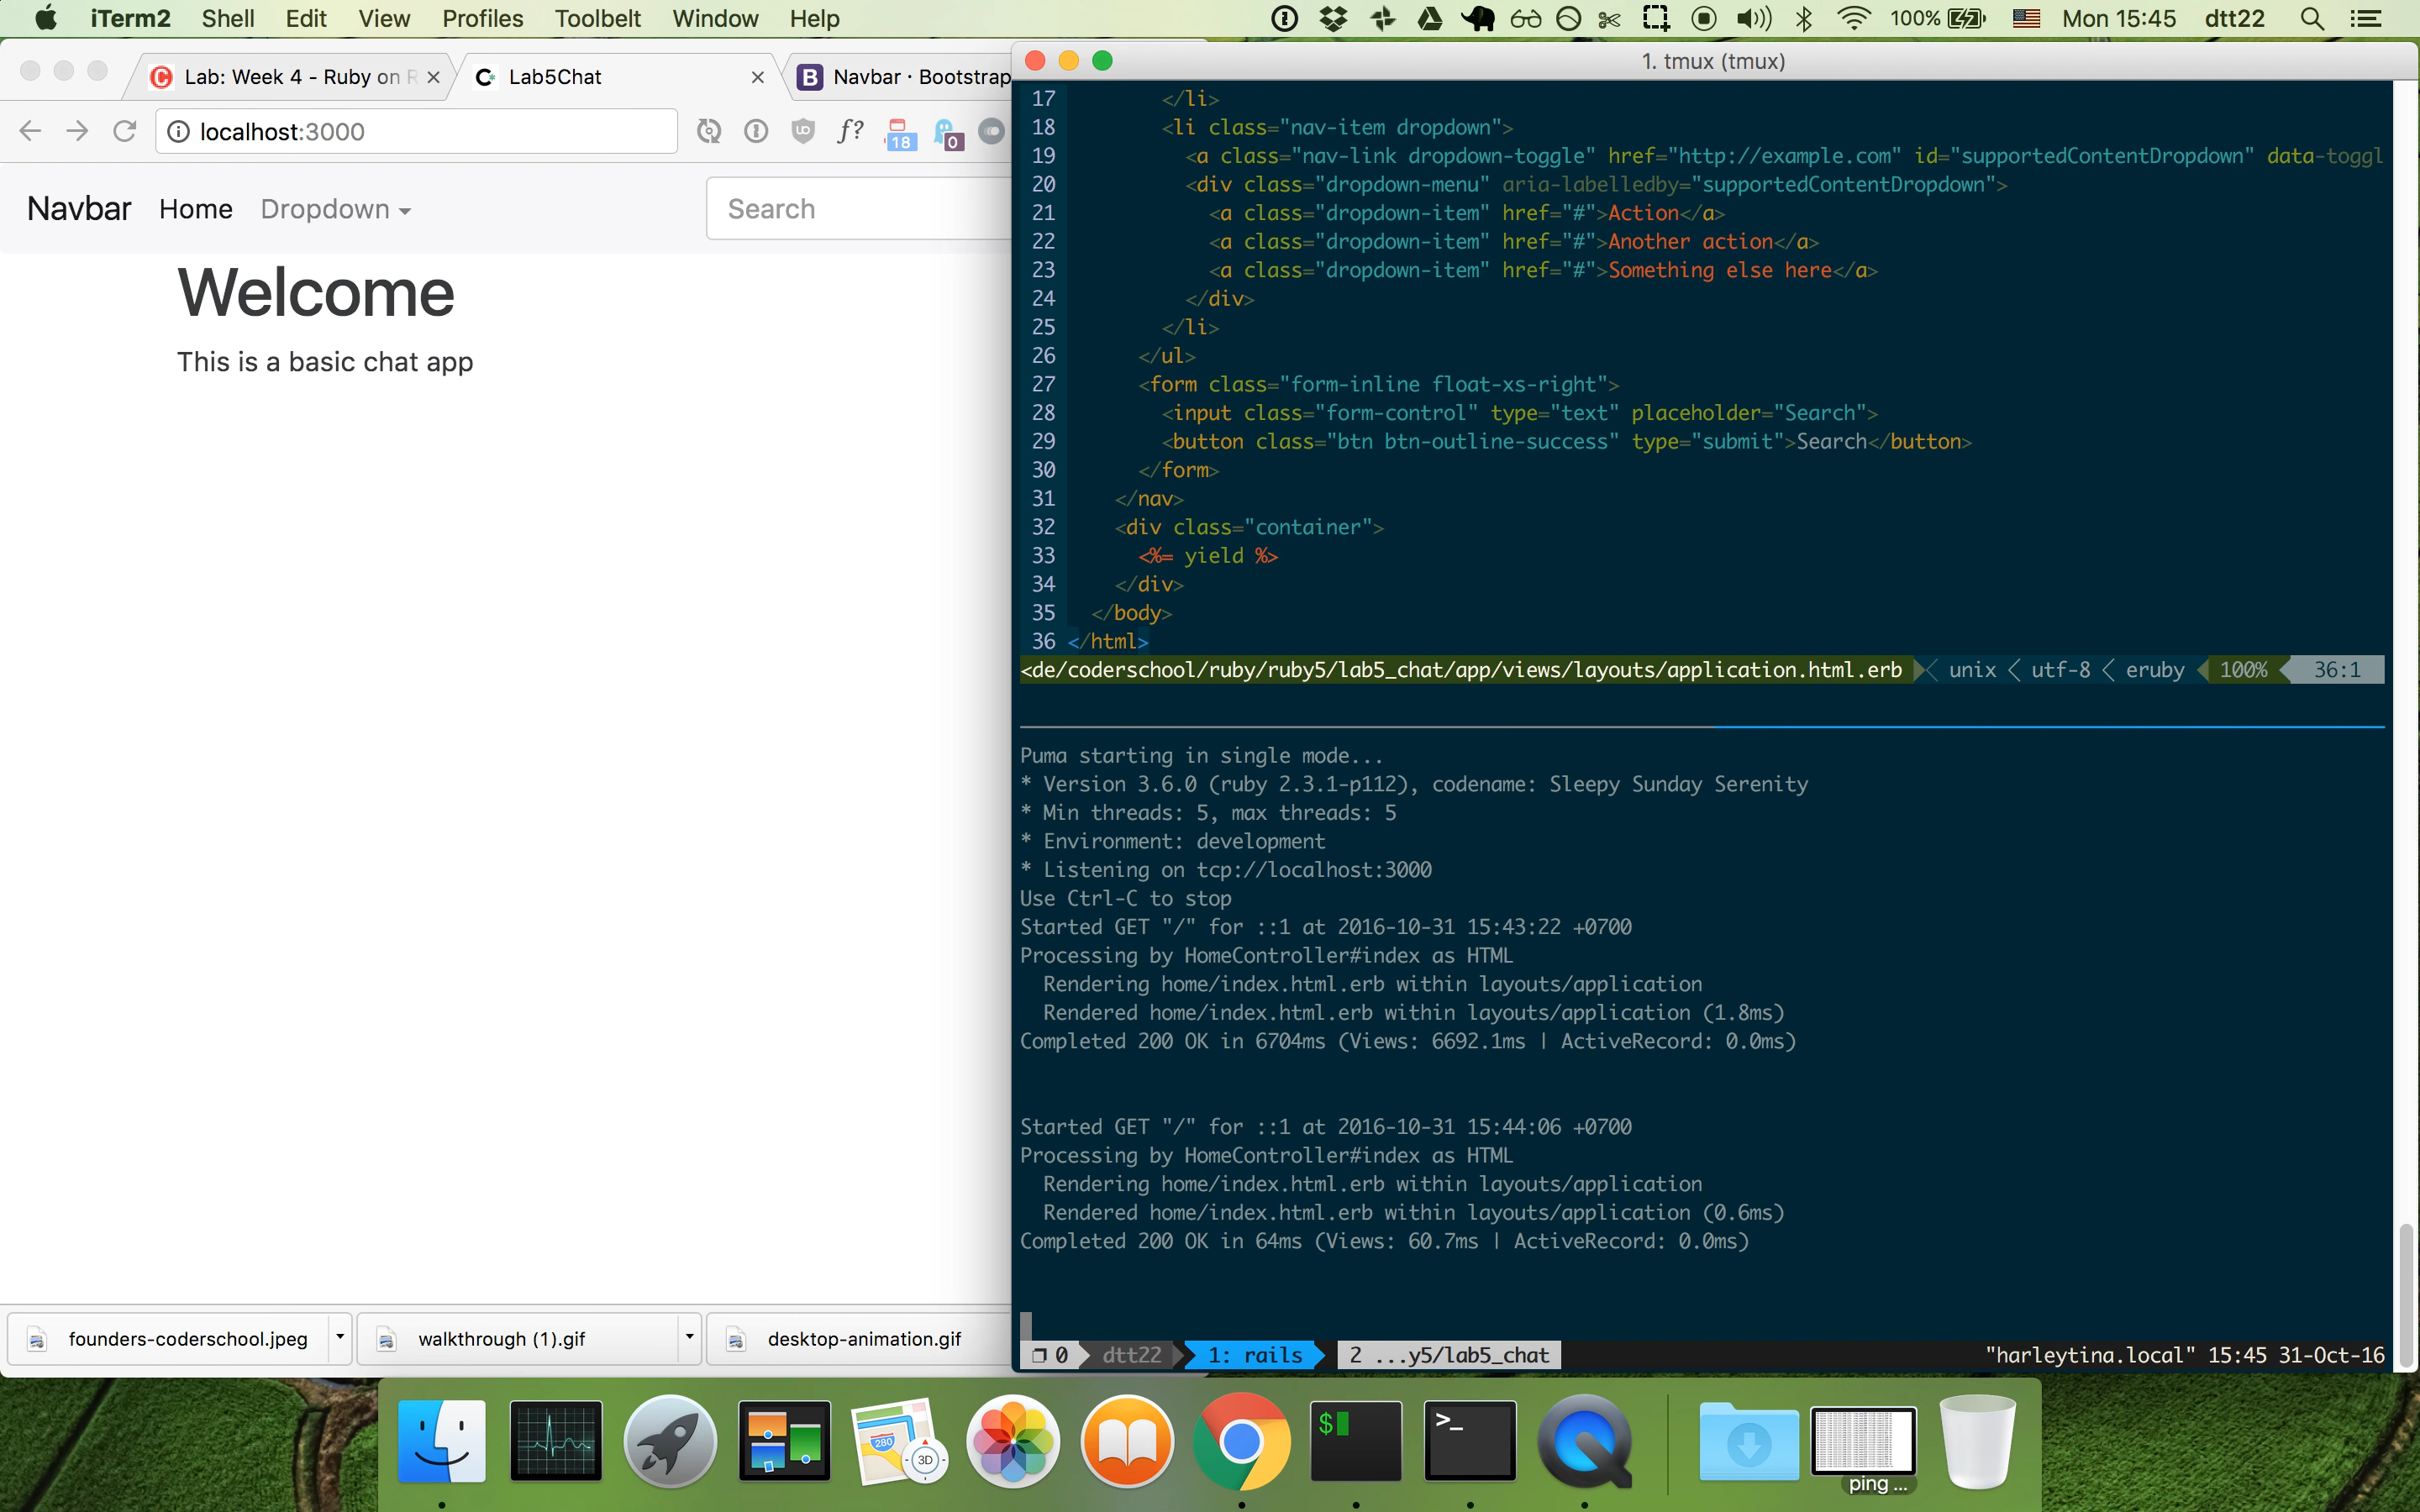 iTerm2 Shell Edit View Profiles Toolbelt Window Help 100% Mon 15:45 dtt22
Lab: Week 4 - Ruby on R
Lab5Chat
Navbar · Bootstrap
localhost:3000
f? 18 0
Navbar Home Dropdown Search
Welcome
This is a basic chat app
founders-coderschool.jpeg
walkthrough (1).gif
desktop-animation.gif
1. tmux (tmux)
17 </li>
18 <li class="nav-item dropdown">
19 <a class="nav-link dropdown-toggle" href="http://example.com" id="supportedContentDropdown" data-toggl
20 <div class="dropdown-menu" aria-labelledby="supportedContentDropdown">
21 <a class="dropdown-item" href="#">Action</a>
22 <a class="dropdown-item" href="#">Another action</a>
23 <a class="dropdown-item" href="#">Something else here</a>
24 </div>
25 </li>
26 </ul>
27 <form class="form-inline float-xs-right">
28 <input class="form-control" type="text" placeholder="Search">
29 <button class="btn btn-outline-success" type="submit">Search</button>
30 </form>
31 </nav>
32 <div class="container">
33 <%= yield %>
34 </div>
35 </body>
36 </html>
<de/coderschool/ruby/ruby5/lab5_chat/app/views/layouts/application.html.erb unix < utf-8 < eruby 100% 36:1
Puma starting in single mode...
* Version 3.6.0 (ruby 2.3.1-p112), codename: Sleepy Sunday Serenity
* Min threads: 5, max threads: 5
* Environment: development
* Listening on tcp://localhost:3000
Use Ctrl-C to stop
Started GET "/" for ::1 at 2016-10-31 15:43:22 +0700
Processing by HomeController#index as HTML
Rendering home/index.html.erb within layouts/application
Rendered home/index.html.erb within layouts/application (1.8ms)
Completed 200 OK in 6704ms (Views: 6692.1ms | ActiveRecord: 0.0ms)
Started GET "/" for ::1 at 2016-10-31 15:44:06 +0700
Processing by HomeController#index as HTML
Rendering home/index.html.erb within layouts/application
Rendered home/index.html.erb within layouts/application (0.6ms)
Completed 200 OK in 64ms (Views: 60.7ms | ActiveRecord: 0.0ms)
0 dtt22 1: rails 2 ...y5/lab5_chat "harleytina.local" 15:45 31-Oct-16
280
3D
$
>_
ping ...